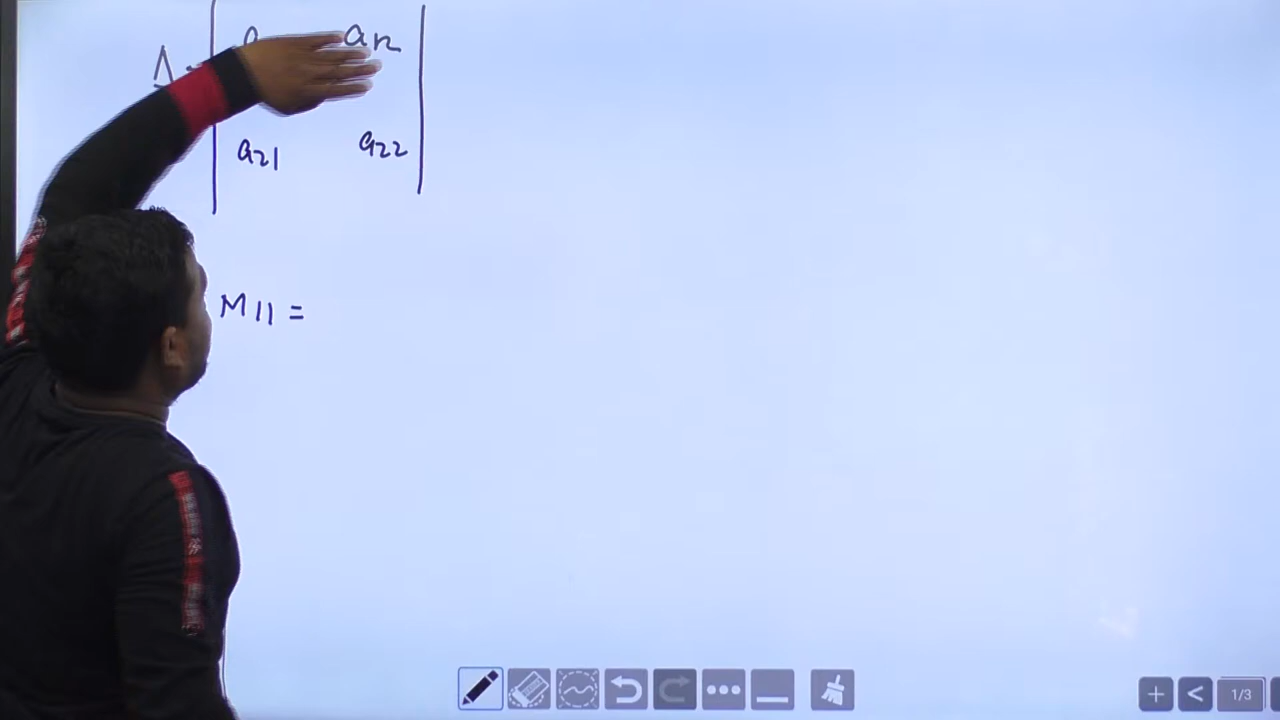 Δ = a₁₂
a₂₁ a₂₂
M₁₁ =
1/3